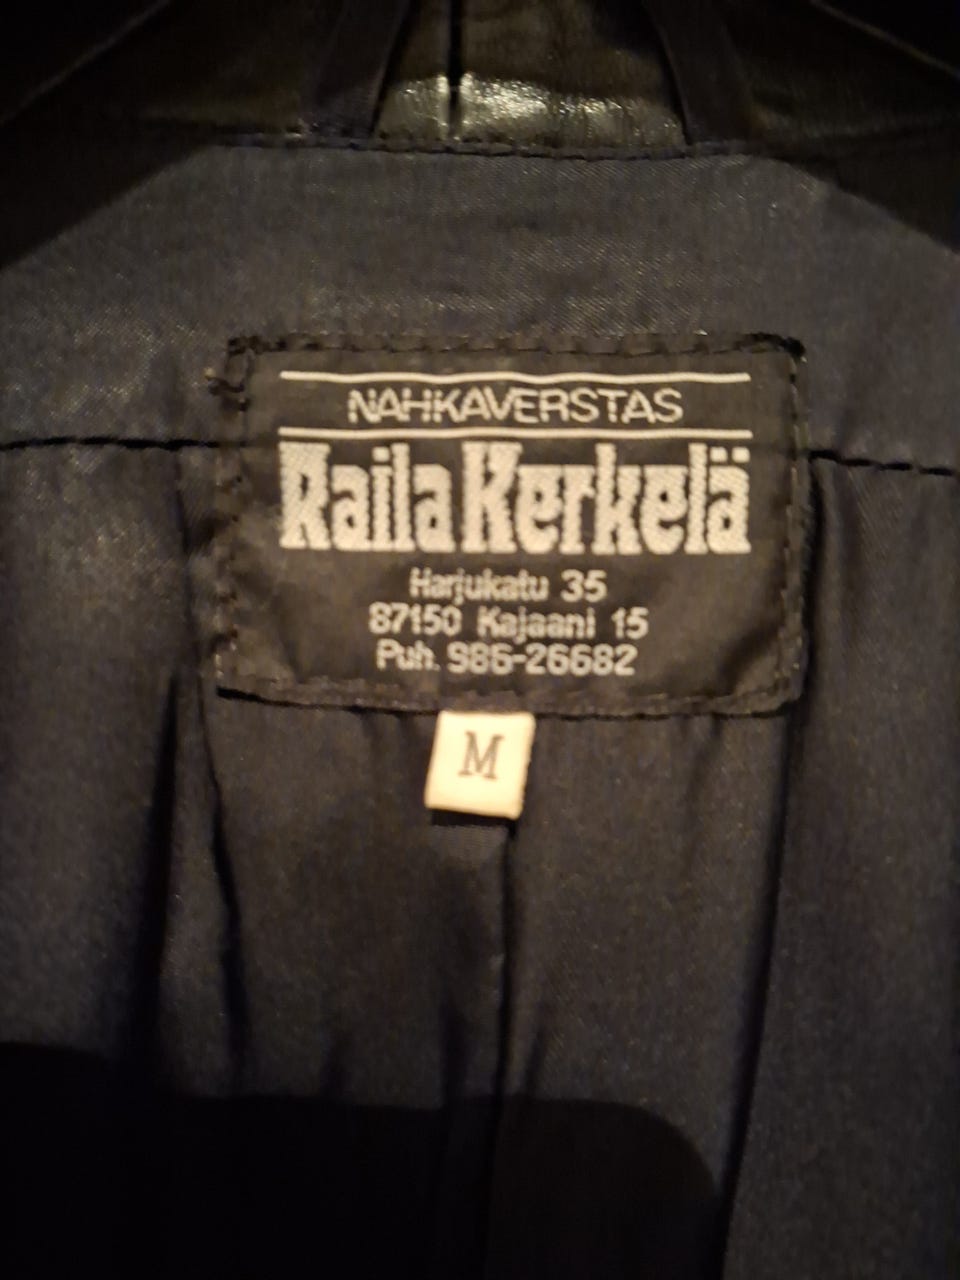 NAHKAVERSTAS
Raila Kerkelä
Harjukatu 35
87150 Kajaani 15
Puh. 986-26682
M